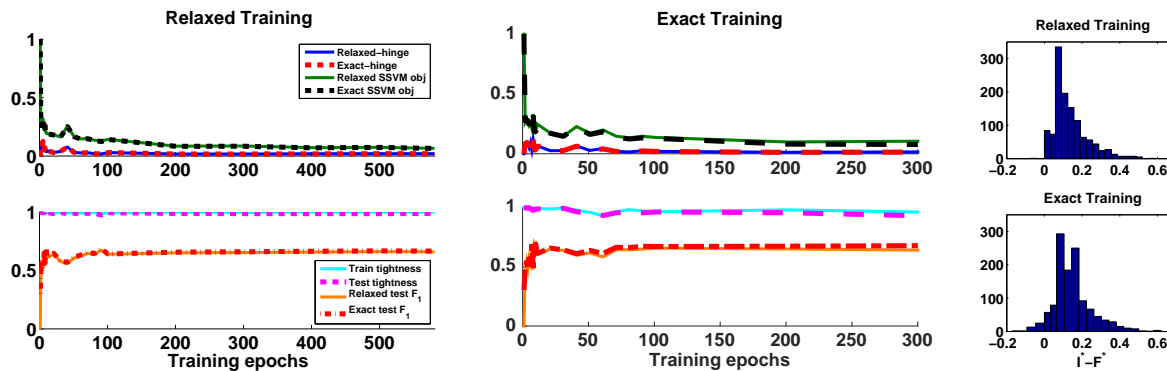 Relaxed Training
1
0.5
0
0 100 200 300 400 500
Relaxed-hinge
Exact-hinge
Relaxed SSVM obj
Exact SSVM obj
1
0.5
0
0 100 200 300 400 500
Training epochs
Train tightness
Test tightness
Relaxed test F₁
Exact test F₁
Exact Training
1
0.5
0
0 50 100 150 200 250 300
1
0.5
0
0 50 100 150 200 250 300
Training epochs
Relaxed Training
300
200
100
0
-0.2 0 0.2 0.4 0.6
Exact Training
300
200
100
0
-0.2 0 0.2 0.4 0.6
I*-F*